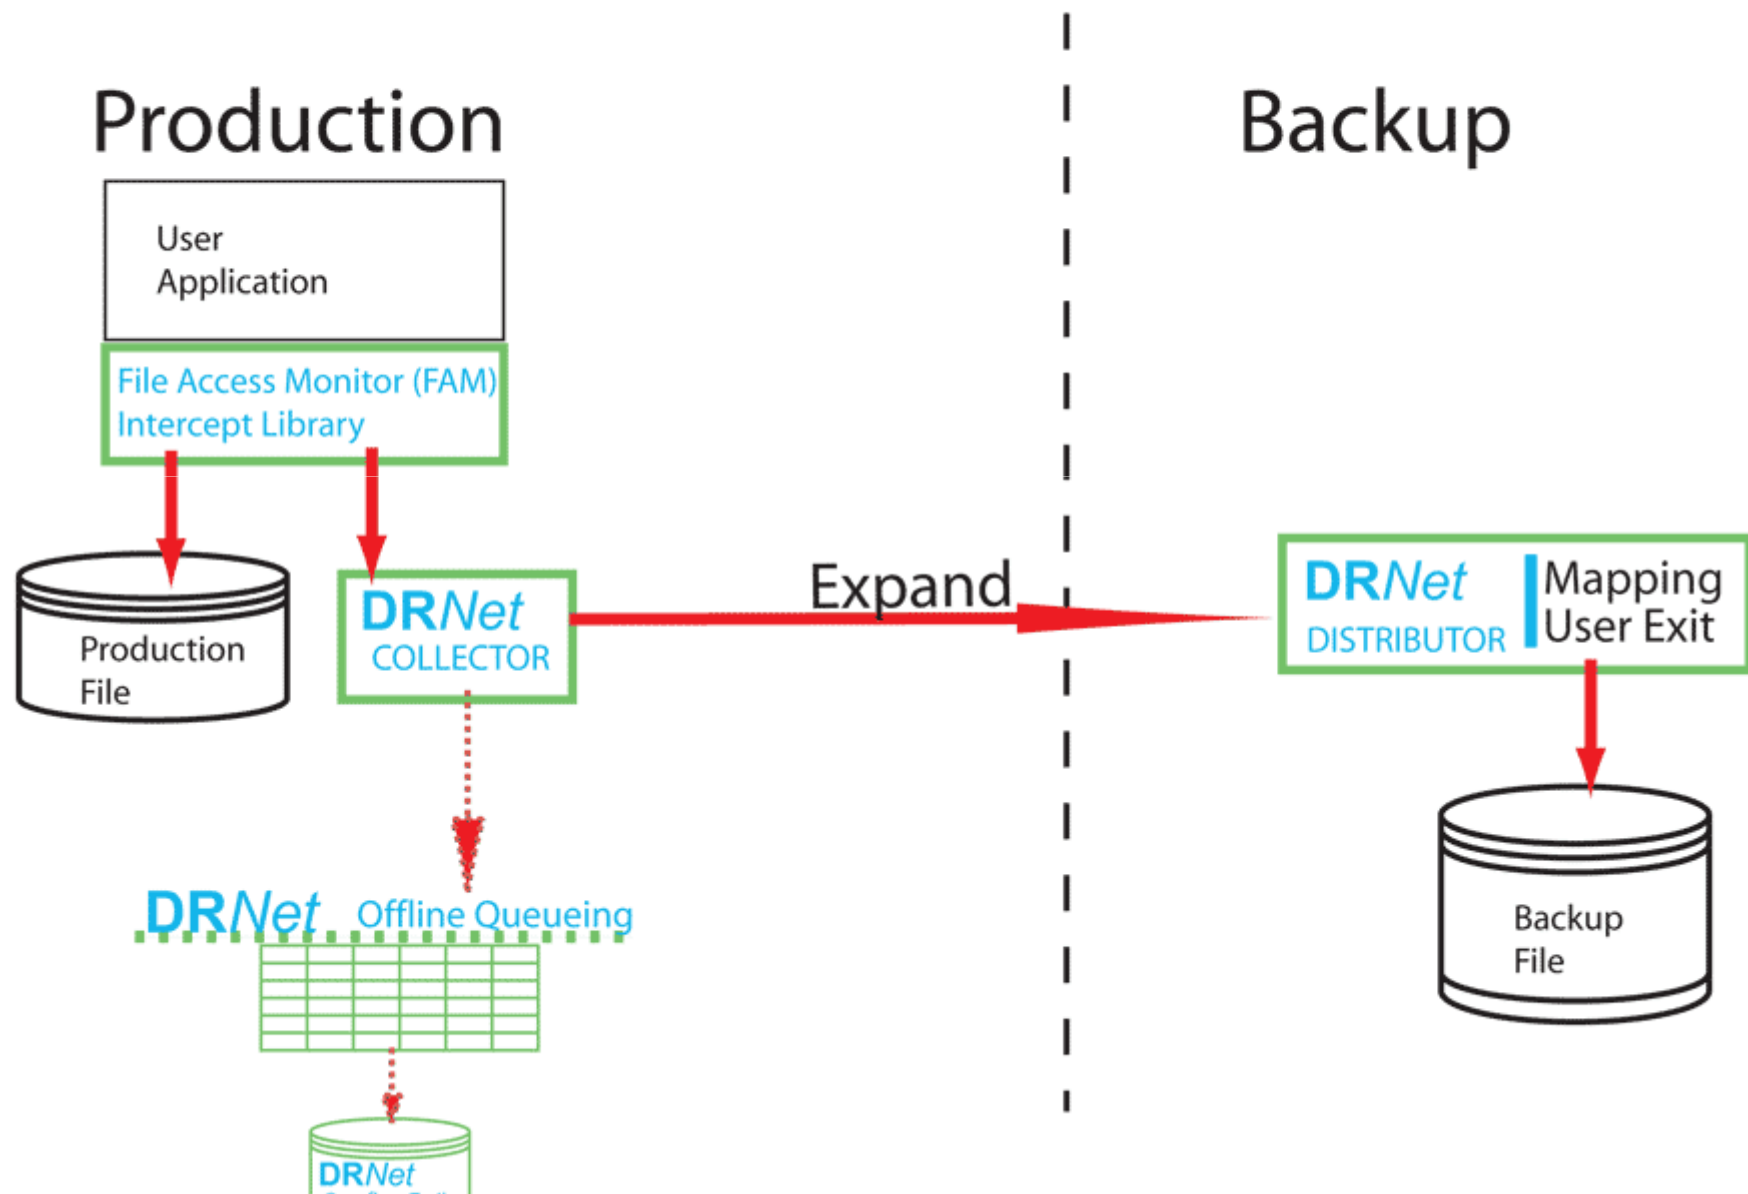 Production
Backup
User
Application
File Access Monitor (FAM)
Intercept Library
Production
File
DRNet
COLLECTOR
Expand
DRNet
DISTRIBUTOR
Mapping
User Exit
DRNet Offline Queueing
Backup
File
DRNet